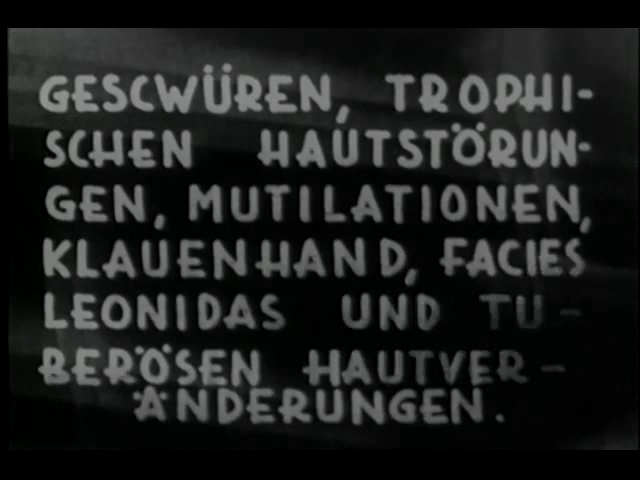 GESCWÜREN, TROPHI-
SCHEN HAUTSTÖRUN-
GEN, MUTILATIONEN,
KLAUENHAND, FACIES
LEONIDAS UND TU-
BERÖSEN HAUTVER-
ÄNDERUNGEN.